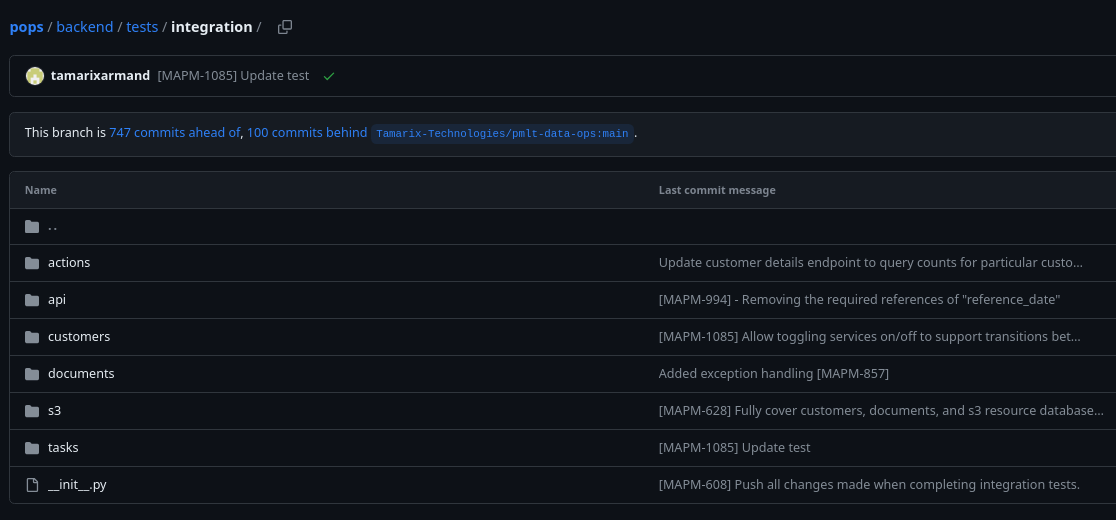 pops / backend / tests / integration /
tamarixarmand [MAPM-1085] Update test
This branch is 747 commits ahead of, 100 commits behind Tamarix-Technologies/pmlt-data-ops:main.
Name Last commit message
..
actions Update customer details endpoint to query counts for particular custo...
api [MAPM-994] - Removing the required references of "reference_date"
customers [MAPM-1085] Allow toggling services on/off to support transitions bet...
documents Added exception handling [MAPM-857]
s3 [MAPM-628] Fully cover customers, documents, and s3 resource database...
tasks [MAPM-1085] Update test
__init__.py [MAPM-608] Push all changes made when completing integration tests.